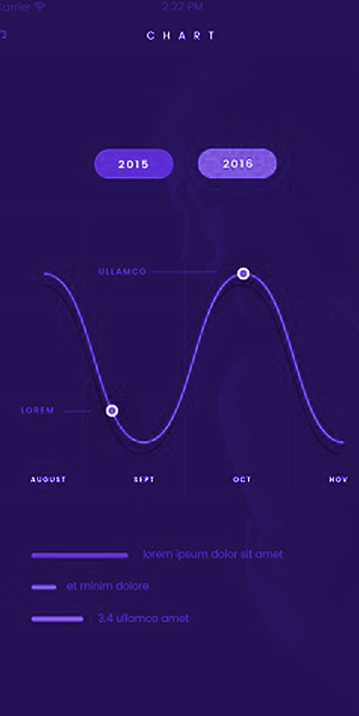 Carrier 2:22 PM
CHART
2015 2016
ULLAMCO
LOREM
AUGUST SEPT OCT NOV
lorem ipsum dolor sit amet
et minim dolore
3.4 ullamco amet